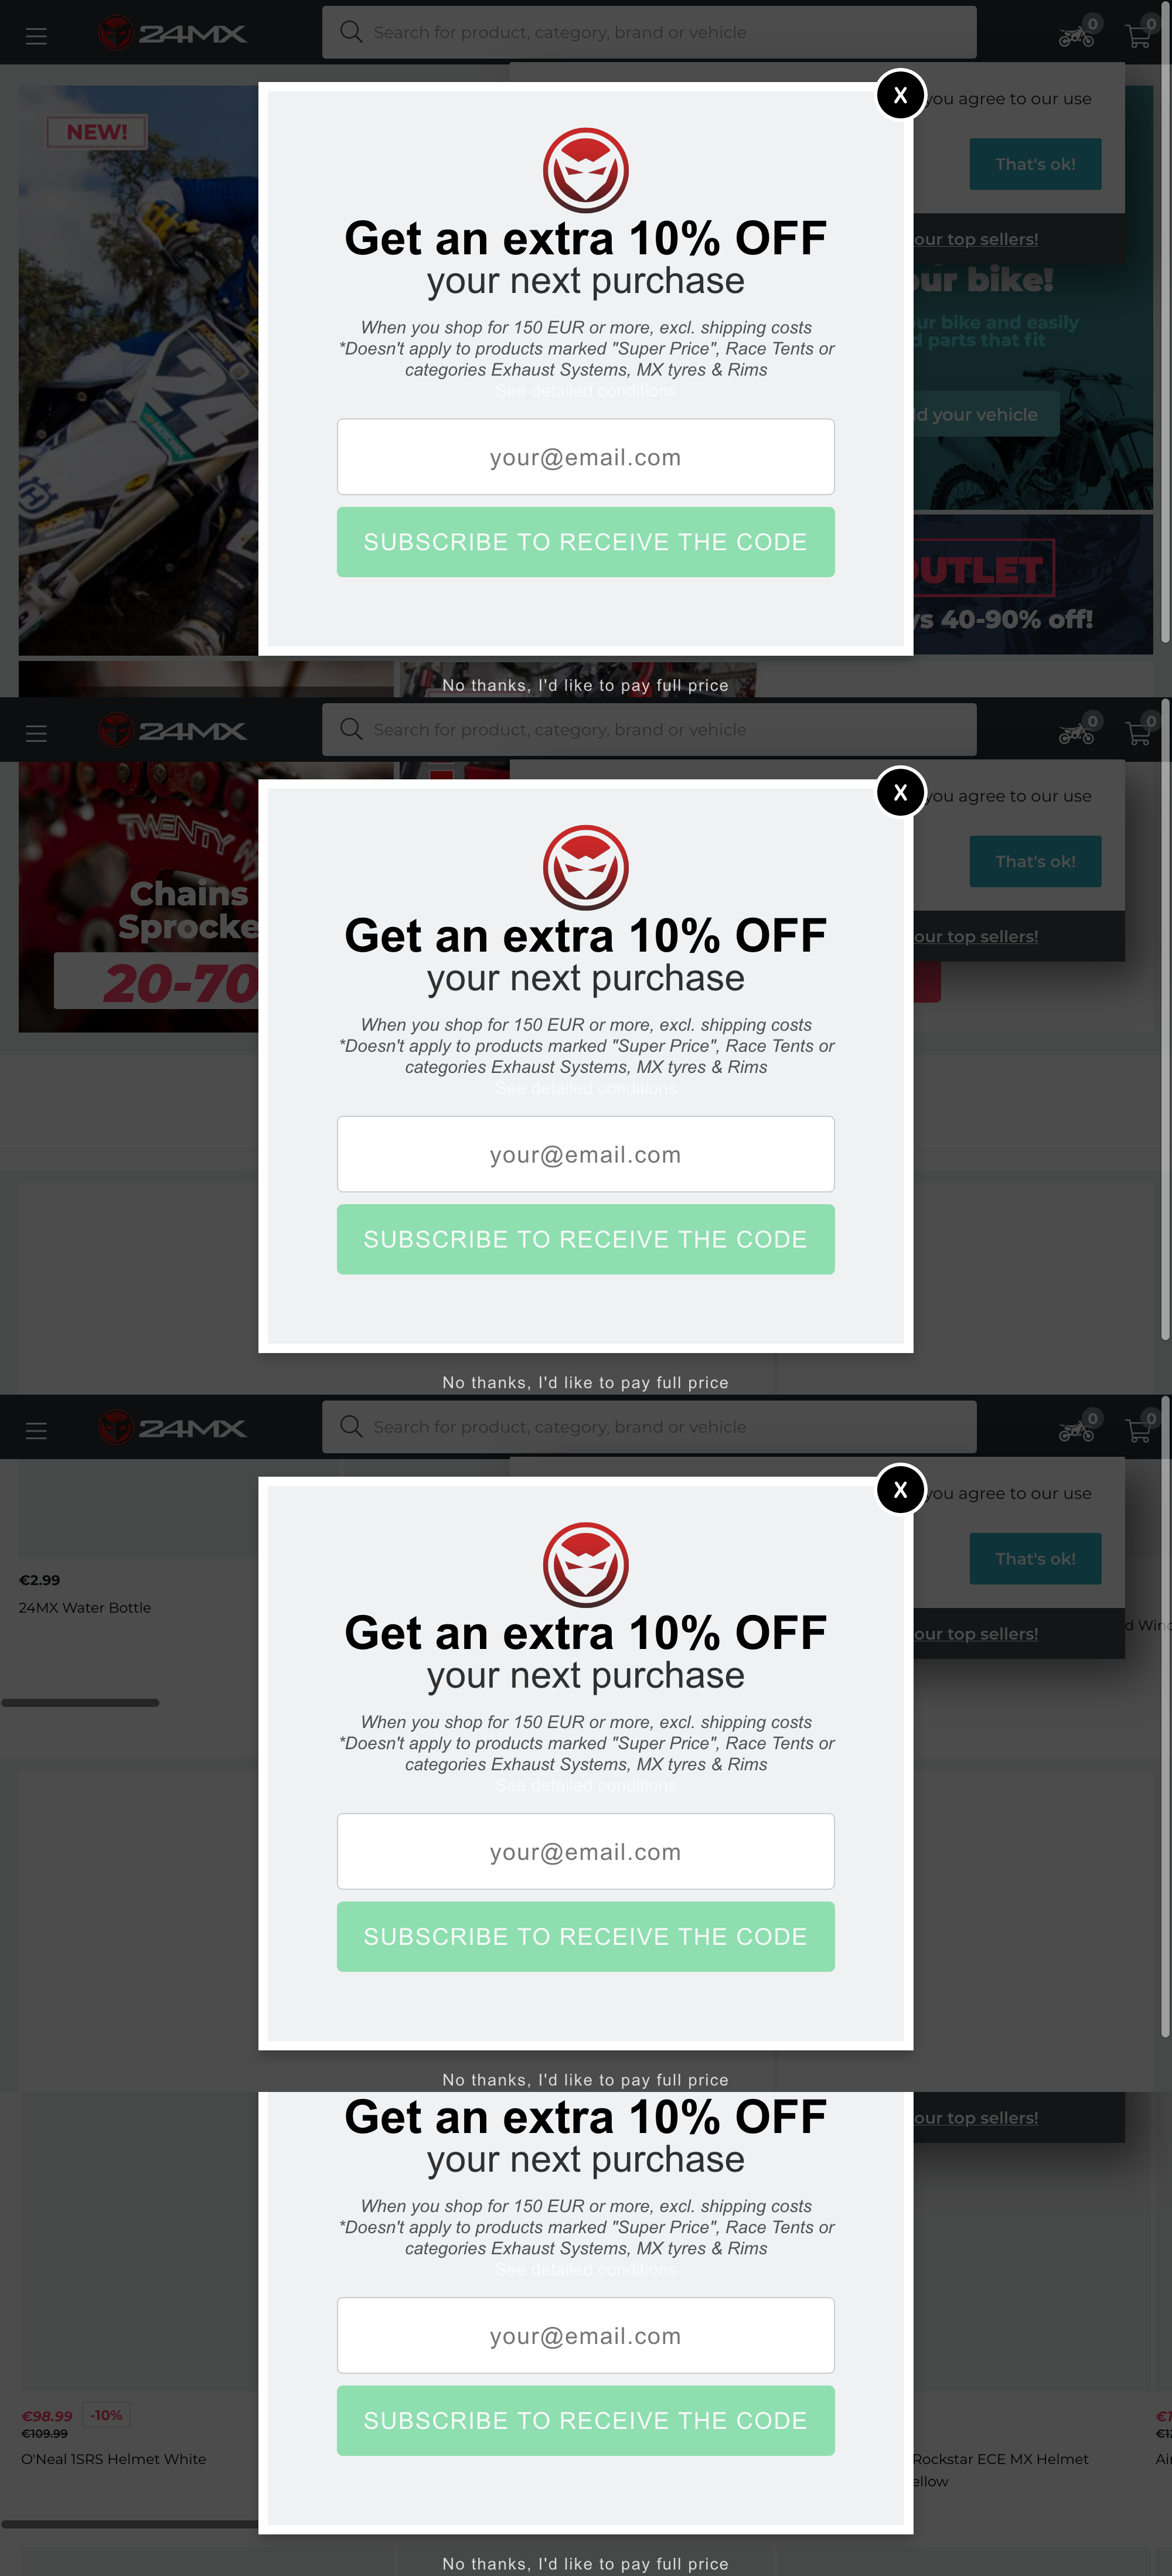 24MX
Search for product, category, brand or vehicle
0
0
X
you agree to our use
NEW!
That's ok!
Get an extra 10% OFF
our top sellers!
your next purchase
our bike!
When you shop for 150 EUR or more, excl. shipping costs
ur bike and easily
*Doesn't apply to products marked "Super Price", Race Tents or
d parts that fit
categories Exhaust Systems, MX tyres & Rims
See detailed conditions
d your vehicle
your@email.com
SUBSCRIBE TO RECEIVE THE CODE
OUTLET
ys 40-90% off!
No thanks, I'd like to pay full price
24MX
Search for product, category, brand or vehicle
0
0
X
you agree to our use
TWENTY
That's ok!
Chains
Get an extra 10% OFF
our top sellers!
Sprocke
your next purchase
20-70
When you shop for 150 EUR or more, excl. shipping costs
*Doesn't apply to products marked "Super Price", Race Tents or
categories Exhaust Systems, MX tyres & Rims
See detailed conditions
your@email.com
SUBSCRIBE TO RECEIVE THE CODE
No thanks, I'd like to pay full price
24MX
Search for product, category, brand or vehicle
0
0
X
you agree to our use
That's ok!
€2.99
24MX Water Bottle
Get an extra 10% OFF
our top sellers!
d Wind
your next purchase
When you shop for 150 EUR or more, excl. shipping costs
*Doesn't apply to products marked "Super Price", Race Tents or
categories Exhaust Systems, MX tyres & Rims
See detailed conditions
your@email.com
SUBSCRIBE TO RECEIVE THE CODE
No thanks, I'd like to pay full price
Get an extra 10% OFF
our top sellers!
your next purchase
When you shop for 150 EUR or more, excl. shipping costs
*Doesn't apply to products marked "Super Price", Race Tents or
categories Exhaust Systems, MX tyres & Rims
See detailed conditions
your@email.com
SUBSCRIBE TO RECEIVE THE CODE
€98.99 -10%
€109.99
O'Neal 1SRS Helmet White
Rockstar ECE MX Helmet
ellow
No thanks, I'd like to pay full price